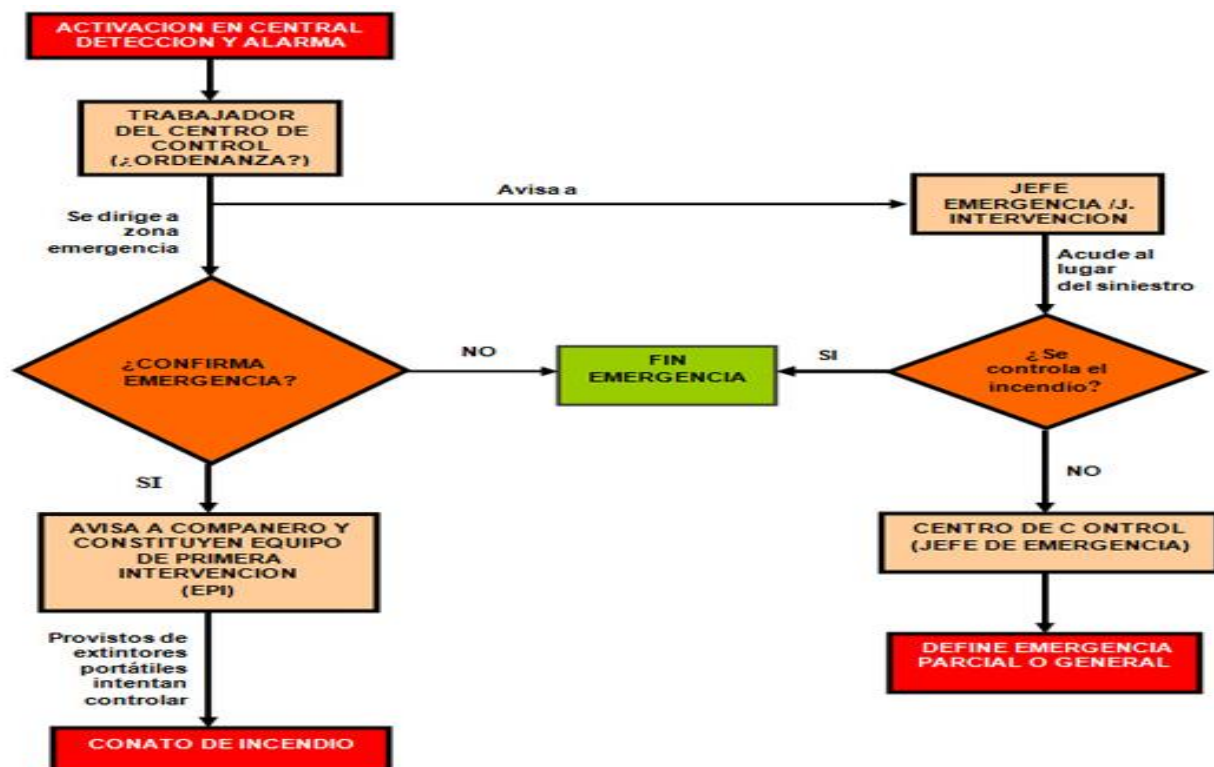 ACTIVACION EN CENTRAL
DETECCION Y ALARMA
TRABAJADOR
DEL CENTRO DE
CONTROL
(¿ORDENANZA?)
Avisa a
JEFE
EMERGENCIA /J.
INTERVENCION
Se dirige a
zona
emergencia
Acude al
lugar
del siniestro
¿CONFIRMA
EMERGENCIA?
NO
FIN
EMERGENCIA
SI
¿Se
controla el
incendio?
SI
NO
AVISA A COMPANERO Y
CONSTITUYEN EQUIPO
DE PRIMERA
INTERVENCION
(EPI)
CENTRO DE C ONTROL
(JEFE DE EMERGENCIA)
Provistos de
extintores
portátiles
intentan
controlar
DEFINE EMERGENCIA
PARCIAL O GENERAL
CONATO DE INCENDIO